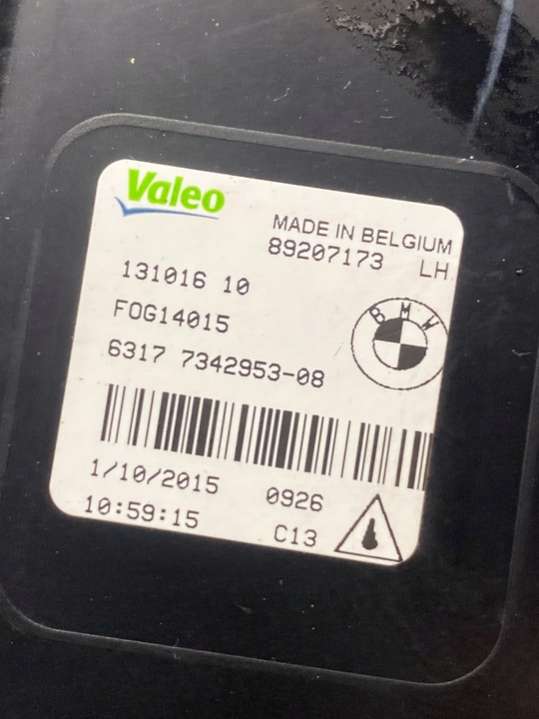 Valeo
MADE IN BELGIUM
89207173 LH
131016 10
FOG14015
BMW
6317 7342953-08
1/10/2015 0926
10:59:15 C13